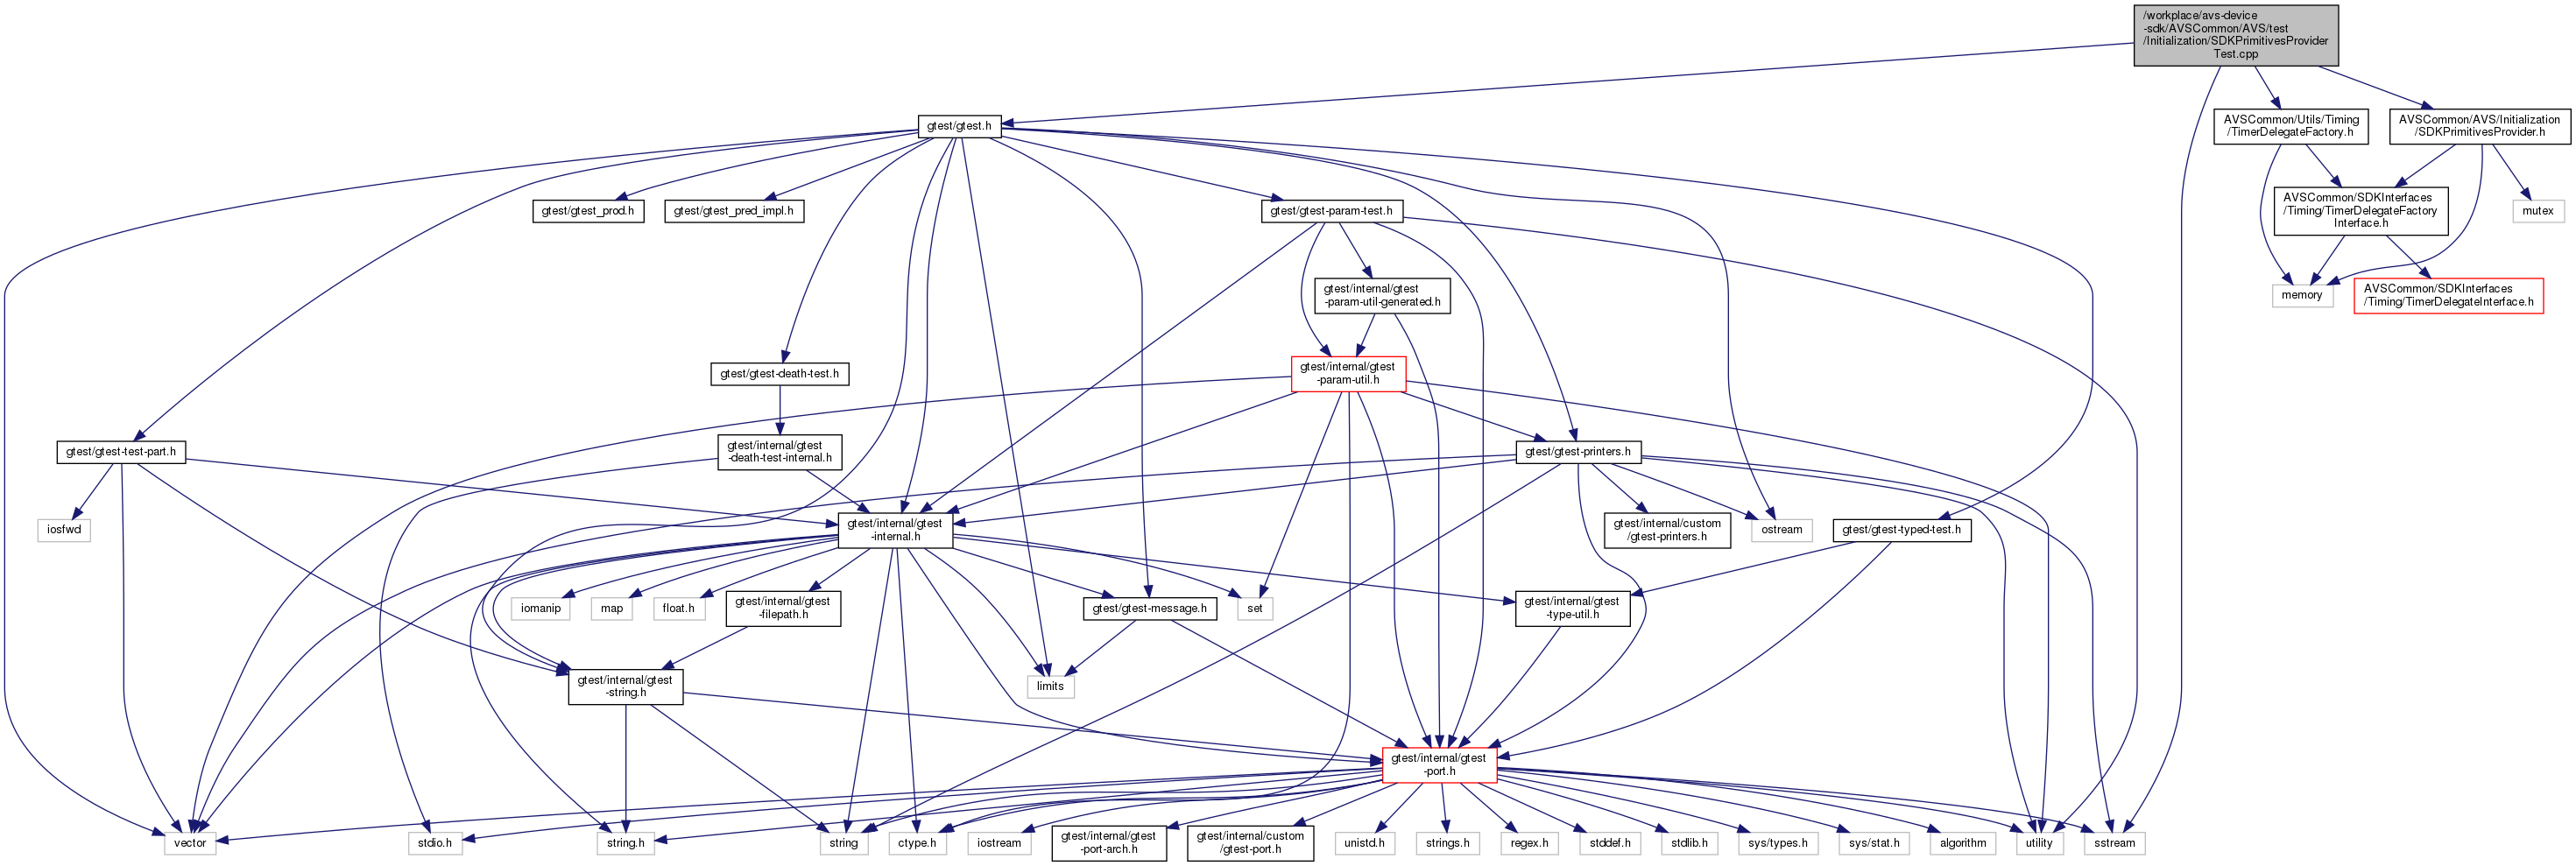 /workplace/avs-device
-sdk/AVSCommon/AVS/test
/Initialization/SDKPrimitivesProvider
Test.cpp
gtest/gtest.h
AVSCommon/Utils/Timing
/TimerDelegateFactory.h
AVSCommon/AVS/Initialization
/SDKPrimitivesProvider.h
gtest/gtest_prod.h
gtest/gtest_pred_impl.h
gtest/gtest-param-test.h
AVSCommon/SDKInterfaces
/Timing/TimerDelegateFactory
Interface.h
mutex
gtest/internal/gtest
-param-util-generated.h
memory
AVSCommon/SDKInterfaces
/Timing/TimerDelegateInterface.h
gtest/gtest-death-test.h
gtest/internal/gtest
-param-util.h
gtest/gtest-test-part.h
gtest/internal/gtest
-death-test-internal.h
gtest/gtest-printers.h
iosfwd
gtest/internal/gtest
-internal.h
gtest/internal/custom
/gtest-printers.h
ostream
gtest/gtest-typed-test.h
iomanip
map
float.h
gtest/internal/gtest
-filepath.h
gtest/gtest-message.h
set
gtest/internal/gtest
-type-util.h
gtest/internal/gtest
-string.h
limits
gtest/internal/gtest
-port.h
vector
stdio.h
string.h
string
ctype.h
iostream
gtest/internal/gtest
-port-arch.h
gtest/internal/custom
/gtest-port.h
unistd.h
strings.h
regex.h
stddef.h
stdlib.h
sys/types.h
sys/stat.h
algorithm
utility
sstream